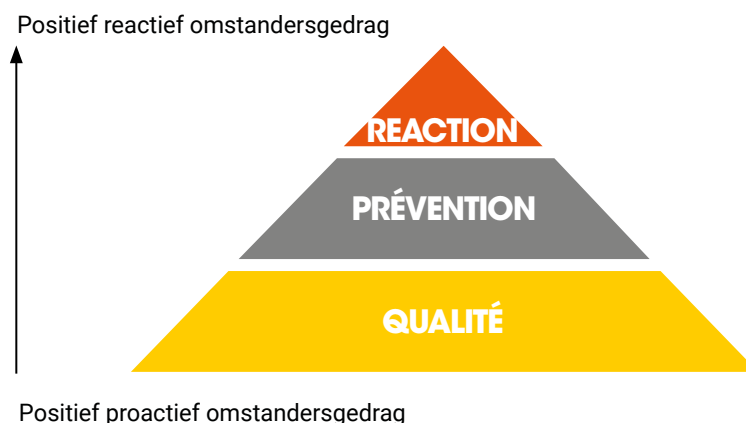 Positief reactief omstandersgedrag
REACTION
PRÉVENTION
QUALITÉ
Positief proactief omstandersgedrag